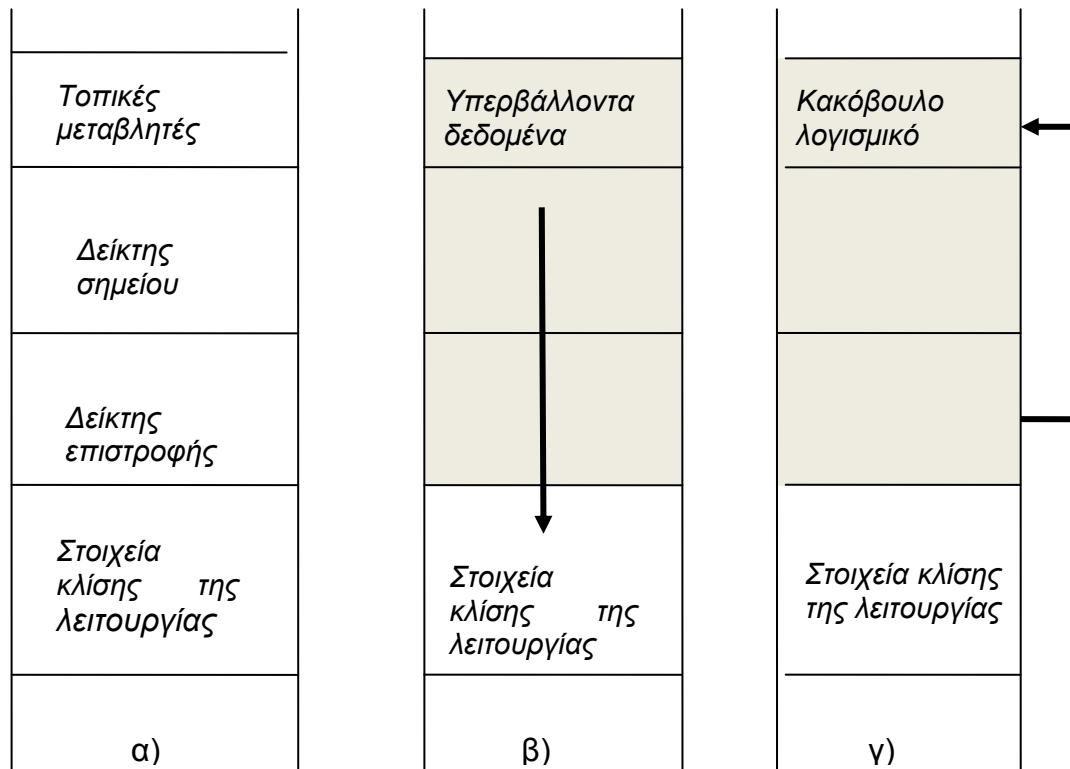 Τοπικές
μεταβλητές
Δείκτης
σημείου
Δείκτης
επιστροφής
Στοιχεία
κλίσης της
λειτουργίας
α)
Υπερβάλλοντα
δεδομένα
Στοιχεία
κλίσης της
λειτουργίας
β)
Κακόβουλο
λογισμικό
Στοιχεία κλίσης
της λειτουργίας
γ)